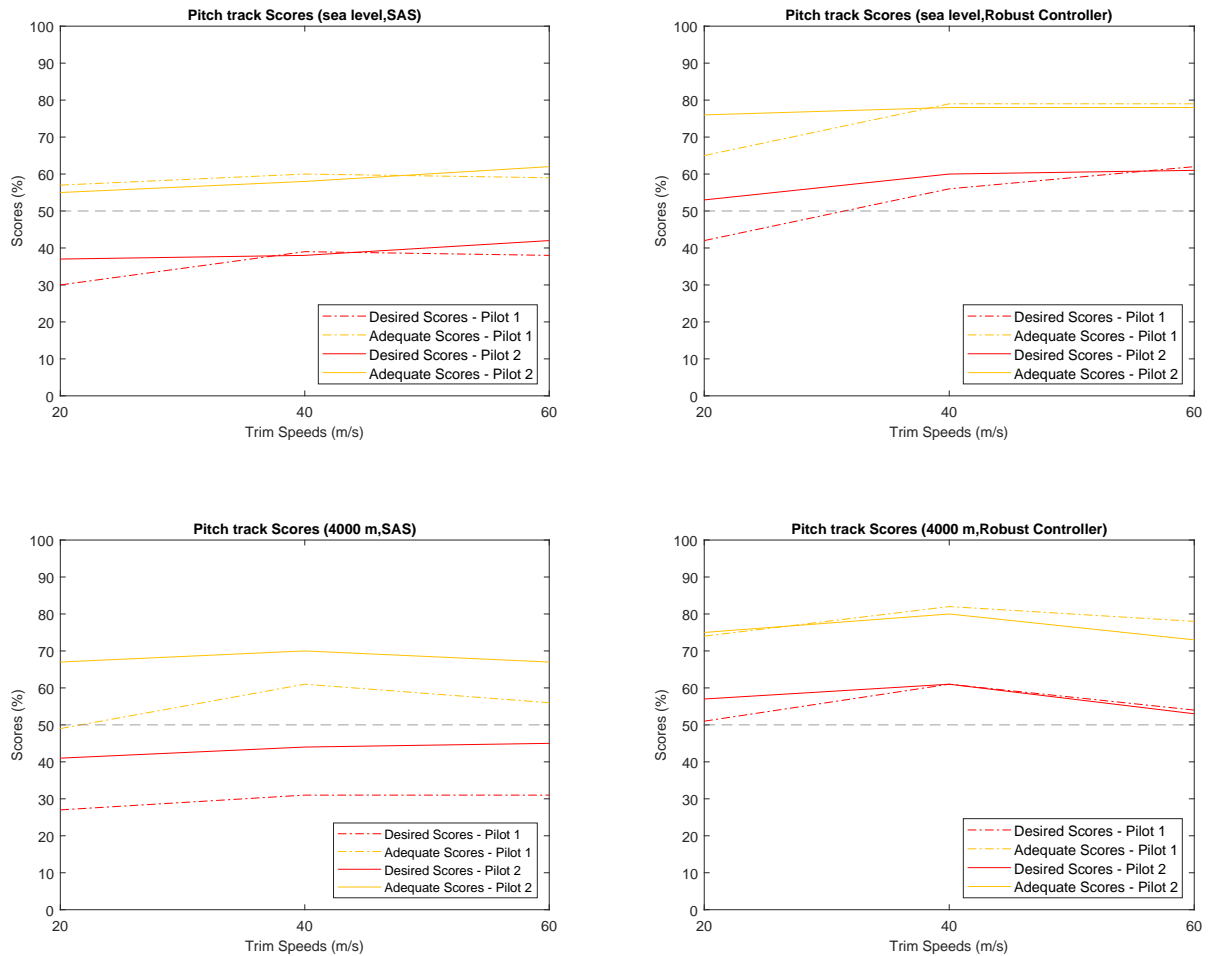 Pitch track Scores (sea level,SAS)
100
90
80
70
60
50
40
30
20
10
0
Scores (%)
20
40
60
Trim Speeds (m/s)
Desired Scores - Pilot 1
Adequate Scores - Pilot 1
Desired Scores - Pilot 2
Adequate Scores - Pilot 2
Pitch track Scores (sea level,Robust Controller)
100
90
80
70
60
50
40
30
20
10
0
Scores (%)
20
40
60
Trim Speeds (m/s)
Desired Scores - Pilot 1
Adequate Scores - Pilot 1
Desired Scores - Pilot 2
Adequate Scores - Pilot 2
Pitch track Scores (4000 m,SAS)
100
90
80
70
60
50
40
30
20
10
0
Scores (%)
20
40
60
Trim Speeds (m/s)
Desired Scores - Pilot 1
Adequate Scores - Pilot 1
Desired Scores - Pilot 2
Adequate Scores - Pilot 2
Pitch track Scores (4000 m,Robust Controller)
100
90
80
70
60
50
40
30
20
10
0
Scores (%)
20
40
60
Trim Speeds (m/s)
Desired Scores - Pilot 1
Adequate Scores - Pilot 1
Desired Scores - Pilot 2
Adequate Scores - Pilot 2